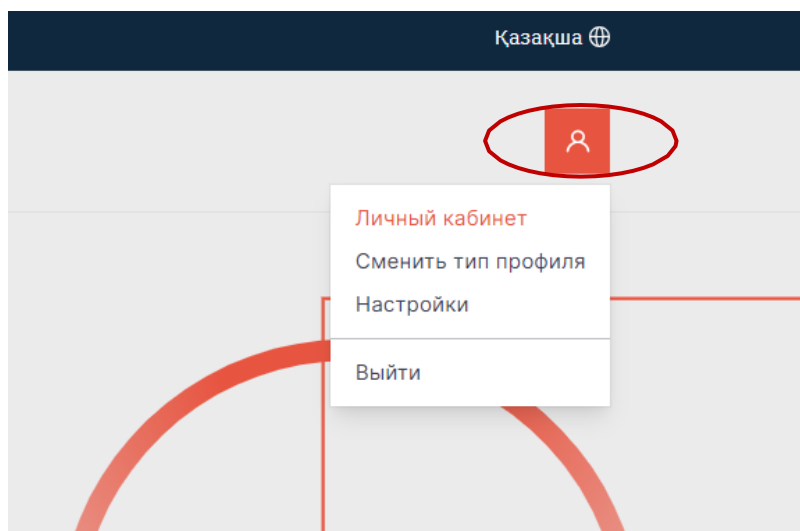 Қазақша
Личный кабинет
Сменить тип профиля
Настройки
Выйти